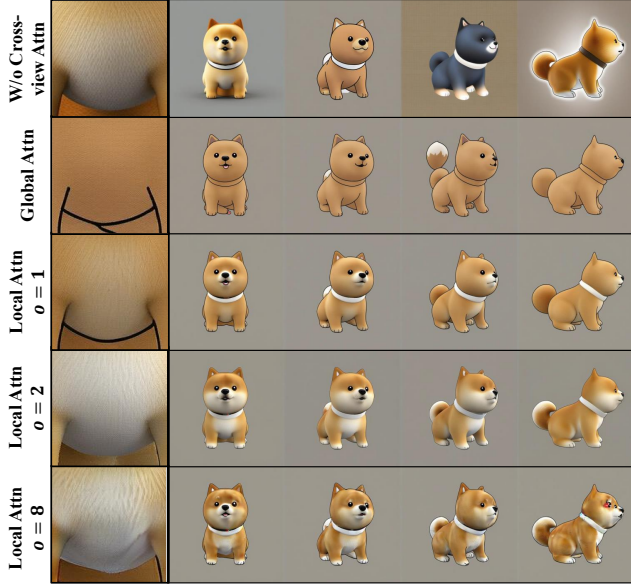 W/o Cross-
view Attn
Global Attn
Local Attn
o = 1
Local Attn
o = 2
Local Attn
o = 8